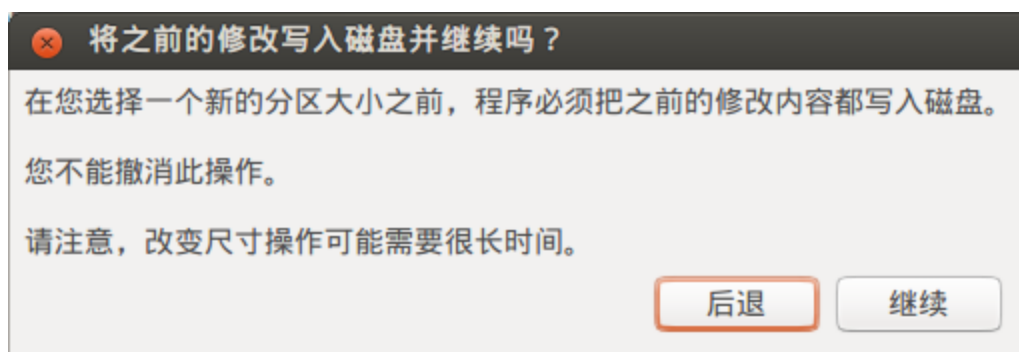 将之前的修改写入磁盘并继续吗？
在您选择一个新的分区大小之前，程序必须把之前的修改内容都写入磁盘。
您不能撤消此操作。
请注意，改变尺寸操作可能需要很长时间。
后退
继续